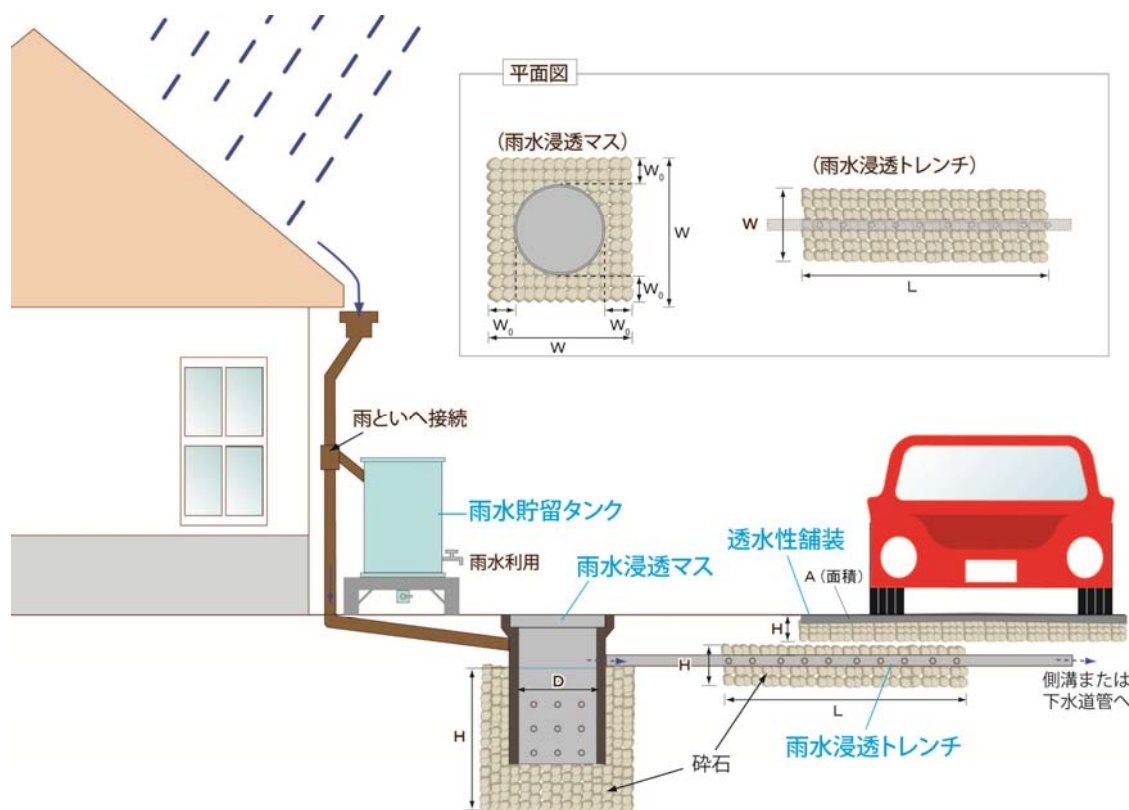 平面図
(雨水浸透マス)
W₀
W
W₀
W₀
W₀
W
(雨水浸透トレンチ)
W
L
雨といへ接続
雨水貯留タンク
雨水利用
雨水浸透マス
透水性舗装
A(面積)
H
H
D
H
L
側溝または
下水道管へ
雨水浸透トレンチ
砕石